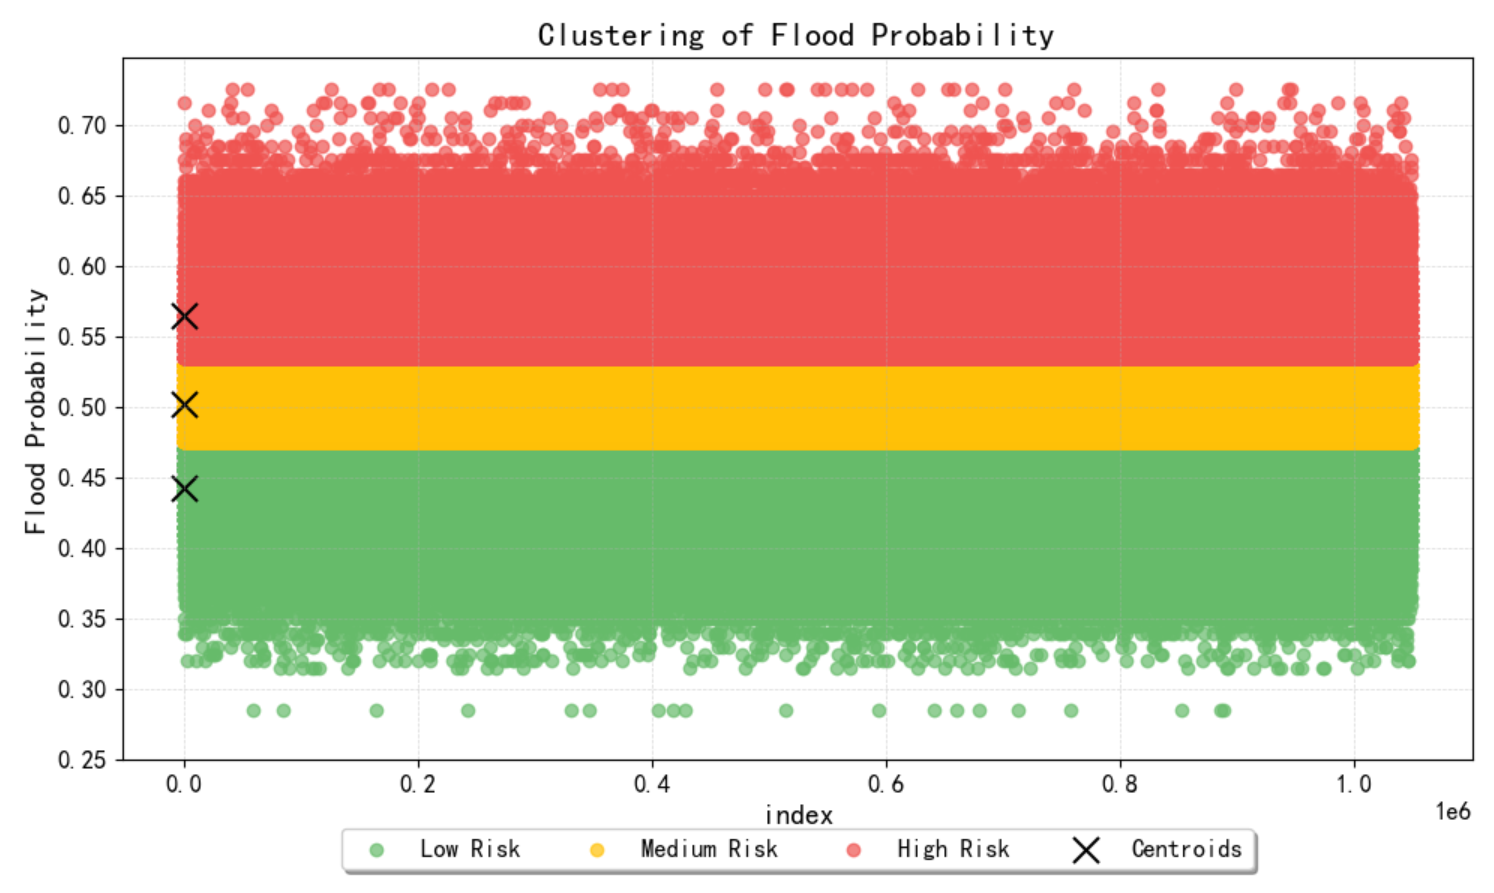 Clustering of Flood Probability
Flood Probability
0.70
0.65
0.60
0.55
0.50
0.45
0.40
0.35
0.30
0.25
0.0 0.2 0.4 0.6 0.8 1.0
index
1e6
Low Risk Medium Risk High Risk Centroids